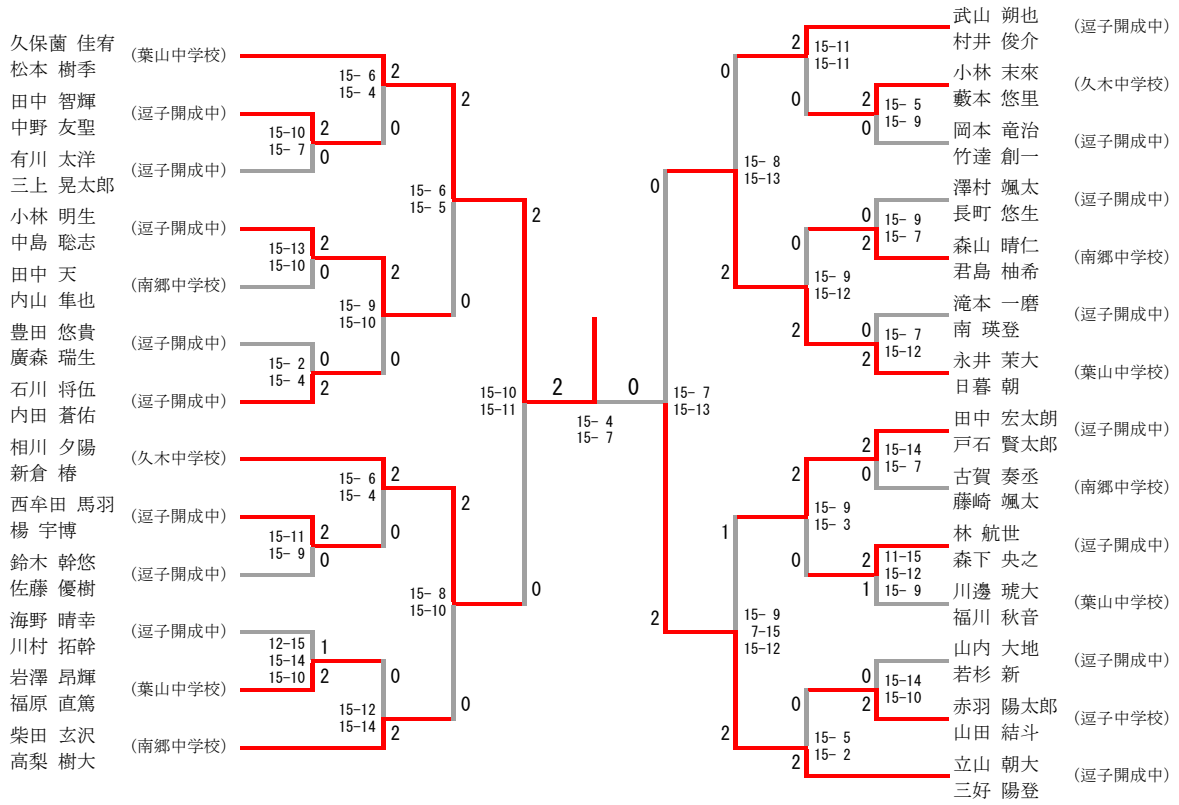 久保薗 佳宥
松本 樹季
(葉山中学校)
田中 智輝
中野 友聖
(逗子開成中)
有川 太洋
三上 晃太郎
(逗子開成中)
小林 明生
中島 聡志
(逗子開成中)
田中 天
内山 隼也
(南郷中学校)
豊田 悠貴
廣森 瑞生
(逗子開成中)
石川 将伍
内田 蒼佑
(逗子開成中)
相川 夕陽
新倉 椿
(久木中学校)
西牟田 馬羽
楊 宇博
(逗子開成中)
鈴木 幹悠
佐藤 優樹
(逗子開成中)
海野 晴幸
川村 拓幹
(逗子開成中)
岩澤 昂輝
福原 直篤
(葉山中学校)
柴田 玄沢
高梨 樹大
(南郷中学校)
15-10
15- 7
2
0
15-13
15-10
2
0
15- 2
15- 4
0
2
15-11
15- 9
2
0
12-15
15-14
15-10
1
2
15- 6
15- 4
2
0
15- 9
15-10
2
0
15- 6
15- 4
2
0
15-12
15-14
0
2
15- 6
15- 5
2
0
15- 8
15-10
2
0
15-10
15-11
2
0
2
0
15- 4
15- 7
0
2
15- 7
15-13
0
2
15- 8
15-13
1
2
15- 9
7-15
15-12
2
0
15-11
15-11
0
2
15- 9
15-12
2
0
15- 9
15- 3
0
2
15- 5
15- 2
2
0
15- 5
15- 9
0
2
15- 9
15- 7
0
2
15- 7
15-12
2
0
15-14
15- 7
2
1
11-15
15-12
15- 9
0
2
15-14
15-10
武山 朔也
村井 俊介
(逗子開成中)
小林 末來
藪本 悠里
(久木中学校)
岡本 竜治
竹達 創一
(逗子開成中)
澤村 颯太
長町 悠生
(逗子開成中)
森山 晴仁
君島 柚希
(南郷中学校)
滝本 一磨
南 瑛登
(逗子開成中)
永井 茉大
日暮 朝
(葉山中学校)
田中 宏太朗
戸石 賢太郎
(逗子開成中)
古賀 奏丞
藤崎 颯太
(南郷中学校)
林 航世
森下 央之
(逗子開成中)
川邊 琥大
福川 秋音
(葉山中学校)
山内 大地
若杉 新
(逗子開成中)
赤羽 陽太郎
山田 結斗
(逗子中学校)
立山 朝大
三好 陽登
(逗子開成中)